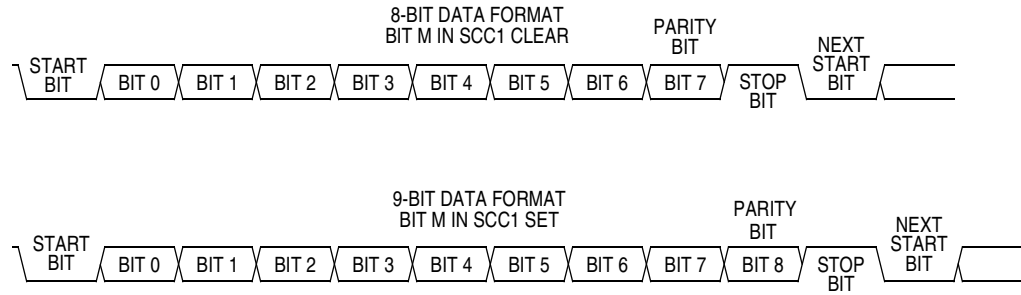 8-BIT DATA FORMAT
BIT M IN SCC1 CLEAR
PARITY
BIT
NEXT
START
BIT
START
BIT
BIT 0
BIT 1
BIT 2
BIT 3
BIT 4
BIT 5
BIT 6
BIT 7
STOP
BIT
9-BIT DATA FORMAT
BIT M IN SCC1 SET
PARITY
BIT
NEXT
START
BIT
START
BIT
BIT 0
BIT 1
BIT 2
BIT 3
BIT 4
BIT 5
BIT 6
BIT 7
BIT 8
STOP
BIT